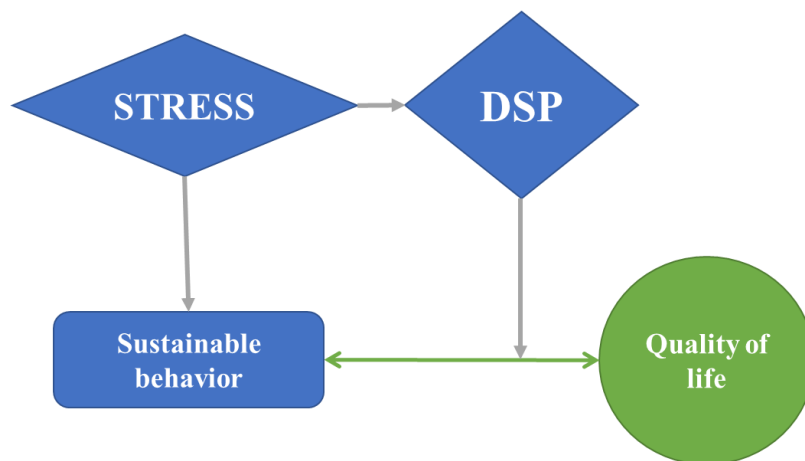 STRESS
DSP
Sustainable
behavior
Quality of
life